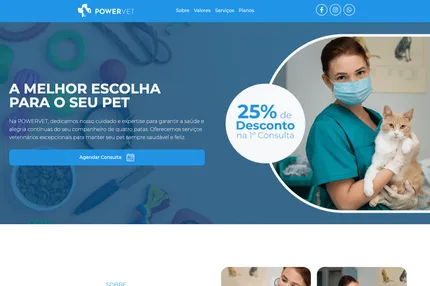 POWERVET
Sobre Valores Serviços Planos
A MELHOR ESCOLHA
PARA O SEU PET
Na POWERVET, dedicamos nosso cuidado e expertise para garantir a saúde e
alegria contínuas do seu companheiro de quatro patas. Oferecemos serviços
veterinários excepcionais para manter seu pet sempre saudável e feliz.
Agendar Consulta
25% de
Desconto
na 1º Consulta
SOBRE